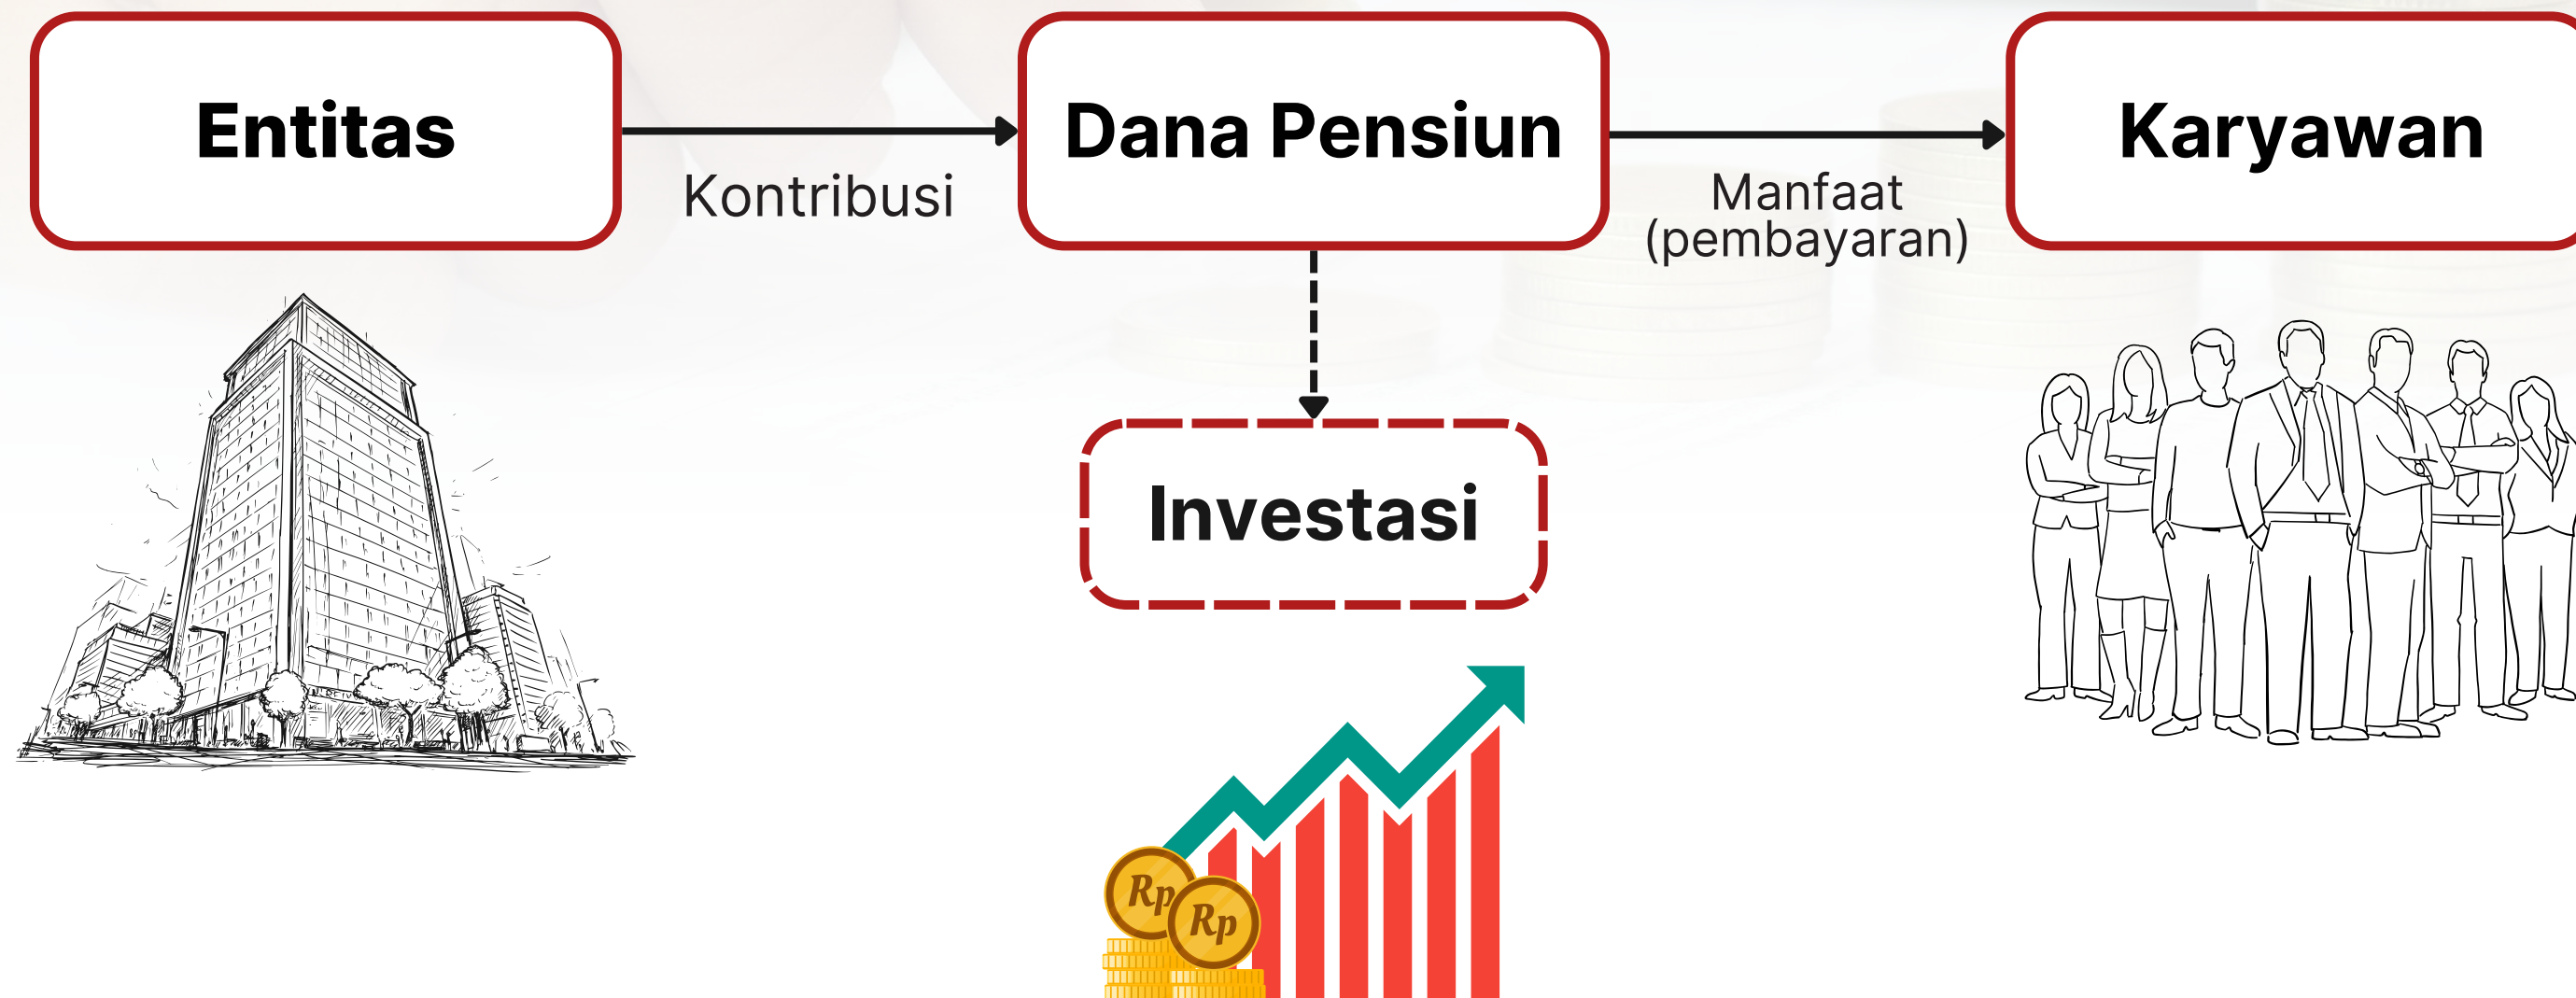 Entitas
Kontribusi
Dana Pensiun
Manfaat
(pembayaran)
Karyawan
Investasi
Rp
Rp